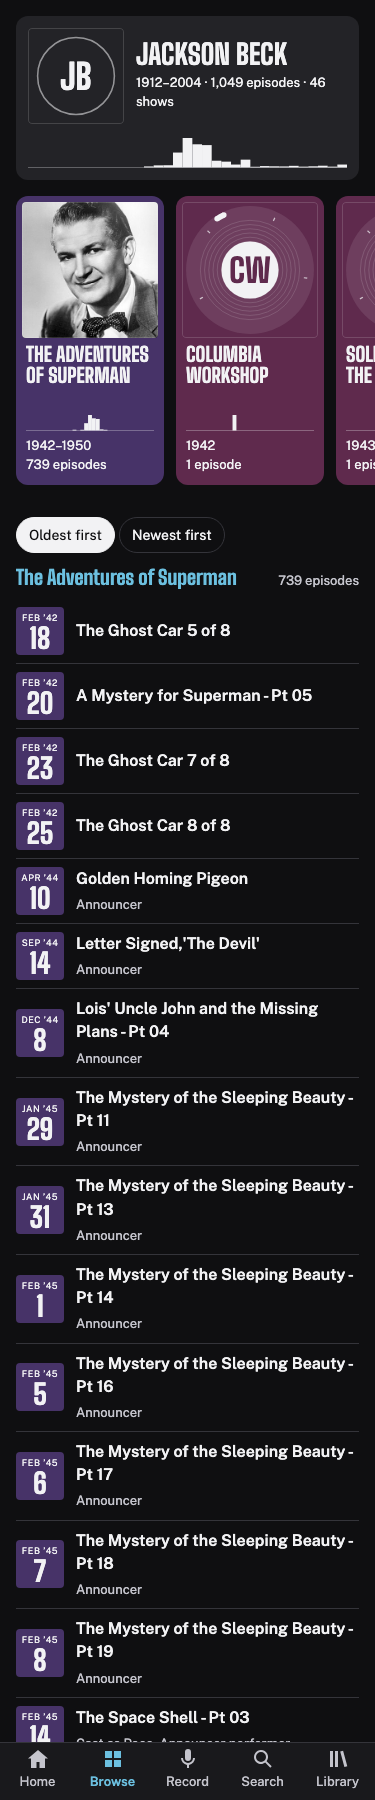 JB
JACKSON BECK
1912–2004 · 1,049 episodes · 46
shows
THE ADVENTURES
OF SUPERMAN
1942–1950
739 episodes
CW
COLUMBIA
WORKSHOP
1942
1 episode
THE
1943
Oldest first
Newest first
The Adventures of Superman
739 episodes
FEB '42
18
The Ghost Car 5 of 8
FEB '42
20
A Mystery for Superman - Pt 05
FEB '42
23
The Ghost Car 7 of 8
FEB '42
25
The Ghost Car 8 of 8
APR '44
10
Golden Homing Pigeon
Announcer
SEP '44
14
Letter Signed,'The Devil'
Announcer
DEC '44
8
Lois' Uncle John and the Missing
Plans - Pt 04
Announcer
JAN '45
29
The Mystery of the Sleeping Beauty -
Pt 11
Announcer
JAN '45
31
The Mystery of the Sleeping Beauty -
Pt 13
Announcer
FEB '45
1
The Mystery of the Sleeping Beauty -
Pt 14
Announcer
FEB '45
5
The Mystery of the Sleeping Beauty -
Pt 16
Announcer
FEB '45
6
The Mystery of the Sleeping Beauty -
Pt 17
Announcer
FEB '45
7
The Mystery of the Sleeping Beauty -
Pt 18
Announcer
FEB '45
8
The Mystery of the Sleeping Beauty -
Pt 19
Announcer
FEB '45
14
The Space Shell - Pt 03
Home
Browse
Record
Search
Library